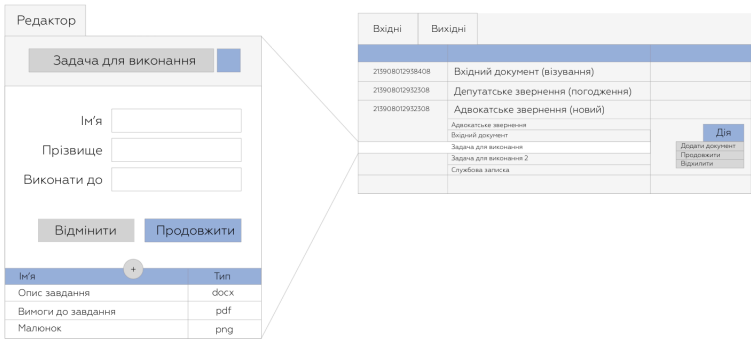 Редактор
Задача для виконання
Ім'я
Прізвище
Виконати до
Відмінити Продовжити
+
Ім'я Тип
Опис завдання docx
Вимоги до завдання pdf
Малюнок png
Вхідні Вихідні
213908012938408 Вхідний документ (візування)
213908012932308 Депутатське звернення (погодження)
213908012932308 Адвокатське звернення (новий)
Адвокатське звернення
Вхідний документ
Задача для виконання
Задача для виконання 2
Службова записка
Дія
Додати документ
Продовжити
Відхилити